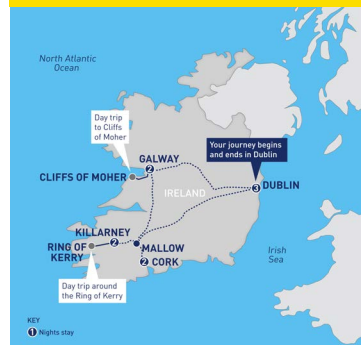 North Atlantic
Ocean
Day trip
to Cliffs
of Moher
Your journey begins
and ends in Dublin
GALWAY
2
CLIFFS OF MOHER
IRELAND
3 DUBLIN
KILLARNEY
2
RING OF
KERRY
MALLOW
2 CORK
Irish
Sea
Day trip around
the Ring of Kerry
KEY
1 Nights stay